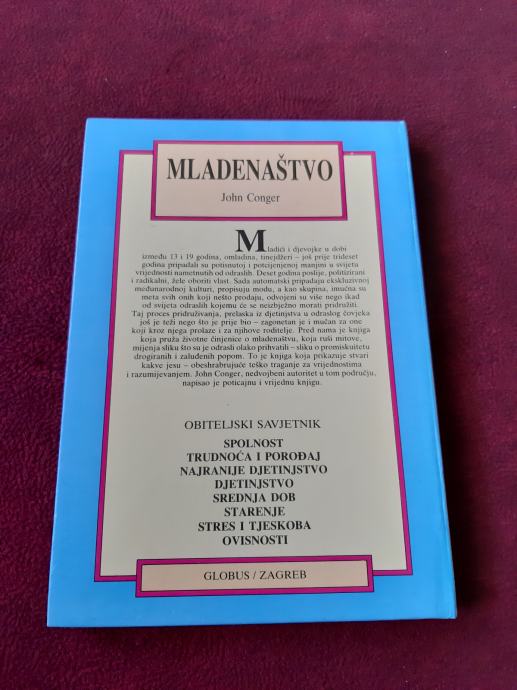 MLADENAŠTVO
John Conger
Mladići i djevojke u dobi
između 13 i 19 godina, omladina, tinejdžeri – još prije trideset
godina pripadali su potisnutoj i potcijenjenoj manjini u svijetu
vrijednosti nametnutih od odraslih. Deset godina poslije, politizirani
i radikalni, žele oboriti vlast. Sada automatski pripadaju ekskluzivnoj
međunarodnoj kulturi, propisuju modu, a kao skupina, imućna su
meta svih onih koji nešto prodaju, odvojeni su više nego ikad
od svijeta odraslih kojemu će se neizbježno morati pridružiti.
Taj proces pridruživanja, prelaska iz djetinjstva u odraslog čovjeka
još je teži nego što je prije bio – zagonetan je i mučan za one
koji kroz njega prolaze i za njihove roditelje. Pred nama je knjiga
koja pruža životne činjenice o mladenaštvu, koja ruši mitove,
mijenja sliku što su je odrasli olako prihvatili – sliku o promiskuitetu
drogiranih i zaluđenih popom. To je knjiga koja prikazuje stvari
kakve jesu – obeshrabrujuće teško traganje za vrijednostima
i razumijevanjem. John Conger, nedvojbeni autoritet u tom području,
napisao je poticajnu i vrijednu knjigu.
OBITELJSKI SAVJETNIK
SPOLNOST
TRUDNOĆA I POROĐAJ
NAJRANIJE DJETINJSTVO
DJETINJSTVO
SREDNJA DOB
STARENJE
STRES I TJESKOBA
OVISNOSTI
GLOBUS / ZAGREB